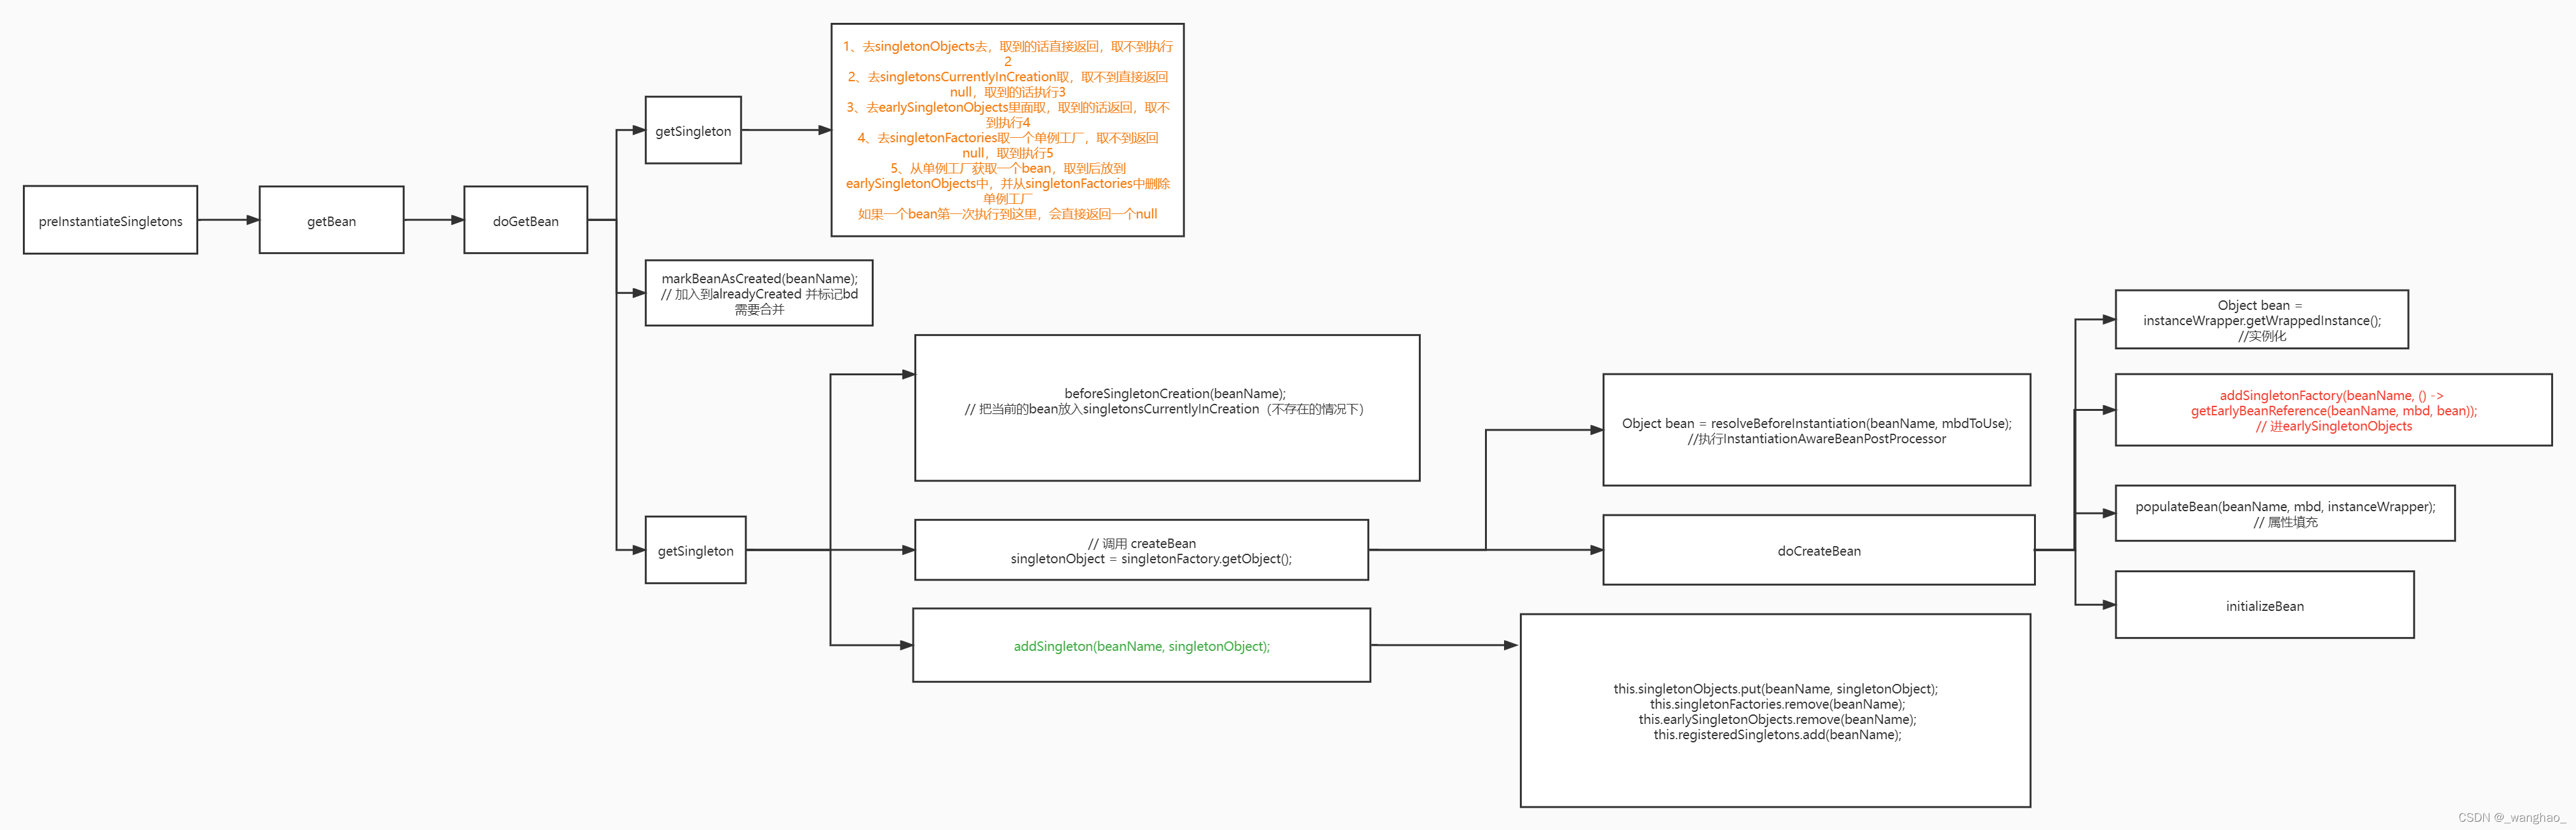 preInstantiateSingletons
getBean
doGetBean
getSingleton
1、去singletonObjects去，取到的话直接返回，取不到执行
2
2、去singletonsCurrentlyInCreation取，取不到直接返回
null，取到的话执行3
3、去earlySingletonObjects里面取，取到的话返回，取不
到执行4
4、去singletonFactories取一个单例工厂，取不到返回
null，取到执行5
5、从单例工厂获取一个bean，取到后放到
earlySingletonObjects中，并从singletonFactories中删除
单例工厂
如果一个bean第一次执行到这里，会直接返回一个null
markBeanAsCreated(beanName);
// 加入到alreadyCreated 并标记bd
需要合并
getSingleton
beforeSingletonCreation(beanName);
// 把当前的bean放入singletonsCurrentlyInCreation（不存在的情况下）
// 调用 createBean
singletonObject = singletonFactory.getObject();
addSingleton(beanName, singletonObject);
Object bean = resolveBeforeInstantiation(beanName, mbdToUse);
//执行InstantiationAwareBeanPostProcessor
doCreateBean
this.singletonObjects.put(beanName, singletonObject);
this.singletonFactories.remove(beanName);
this.earlySingletonObjects.remove(beanName);
this.registeredSingletons.add(beanName);
Object bean =
instanceWrapper.getWrappedInstance();
//实例化
addSingletonFactory(beanName, () ->
getEarlyBeanReference(beanName, mbd, bean));
// 进earlySingletonObjects
populateBean(beanName, mbd, instanceWrapper);
// 属性填充
initializeBean
CSDN @_wanghao_